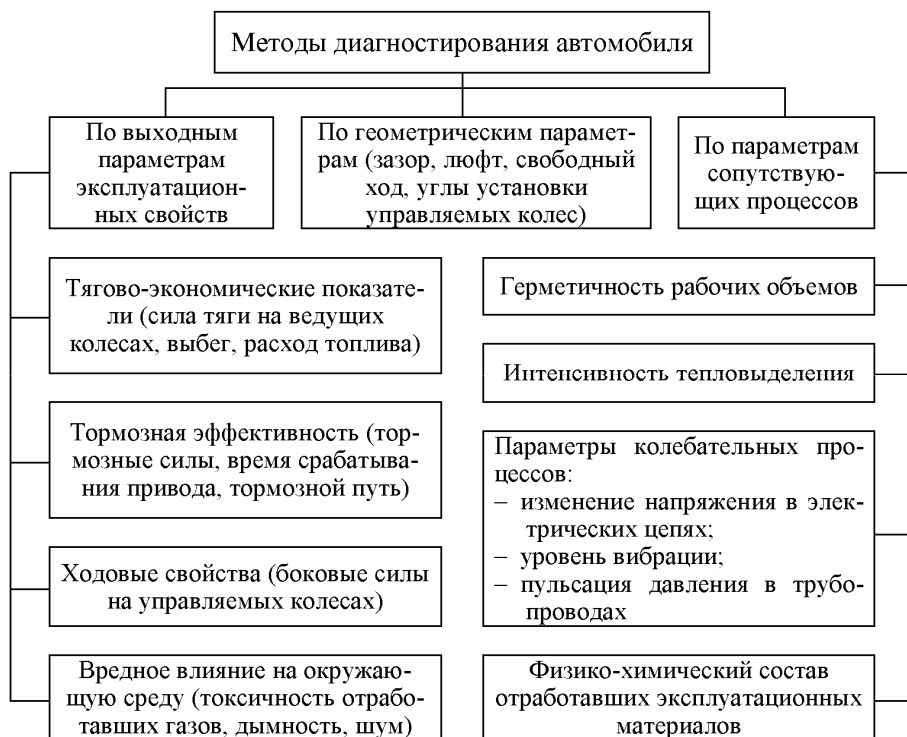 Методы диагностирования автомобиля
По выходным
параметрам
эксплуатацион-
ных свойств
По геометрическим парамет-
рам (зазор, люфт, свободный
ход, углы установки
управляемых колес)
По параметрам
сопутствую-
щих процессов
Тягово-экономические показате-
ли (сила тяги на ведущих
колесах, выбег, расход топлива)
Тормозная эффективность (тор-
мозные силы, время срабатыва-
ния привода, тормозной путь)
Ходовые свойства (боковые силы
на управляемых колесах)
Вредное влияние на окружаю-
щую среду (токсичность отрабо-
тавших газов, дымность, шум)
Герметичность рабочих объемов
Интенсивность тепловыделения
Параметры колебательных про-
цессов:
– изменение напряжения в элек-
трических цепях;
– уровень вибрации;
– пульсация давления в трубо-
проводах
Физико-химический состав
отработавших эксплуатационных
материалов